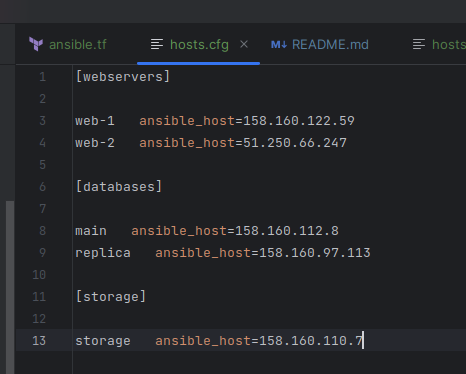 ansible.tf hosts.cfg README.md hosts
1 [webservers]
2
3 web-1 ansible_host=158.160.122.59
4 web-2 ansible_host=51.250.66.247
5
6 [databases]
7
8 main ansible_host=158.160.112.8
9 replica ansible_host=158.160.97.113
10
11 [storage]
12
13 storage ansible_host=158.160.110.7